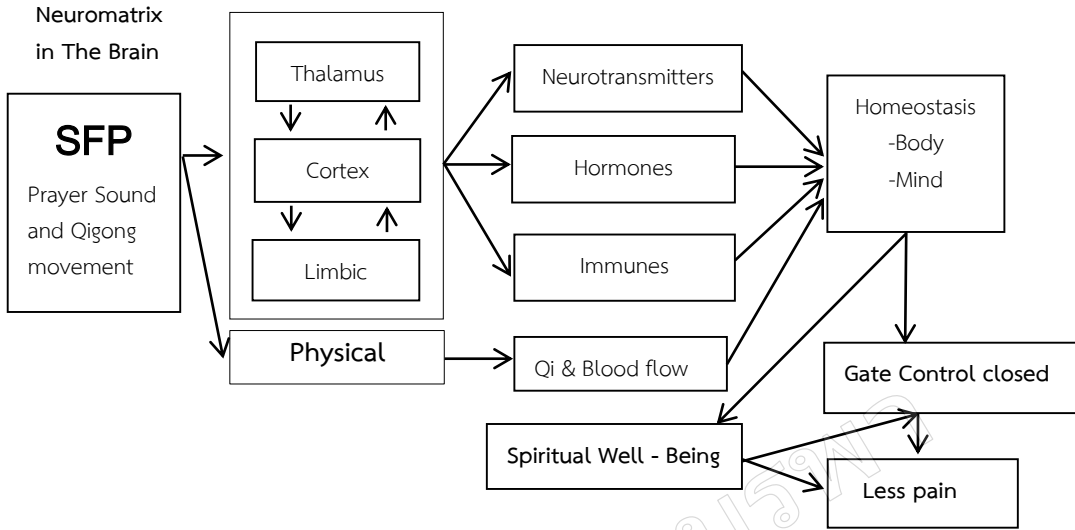 Neuromatrix
in The Brain
SFP
Prayer Sound
and Qigong
movement
Thalamus
Cortex
Limbic
Physical
Neurotransmitters
Hormones
Immunes
Qi & Blood flow
Homeostasis
-Body
-Mind
Gate Control closed
Spiritual Well - Being
Less pain